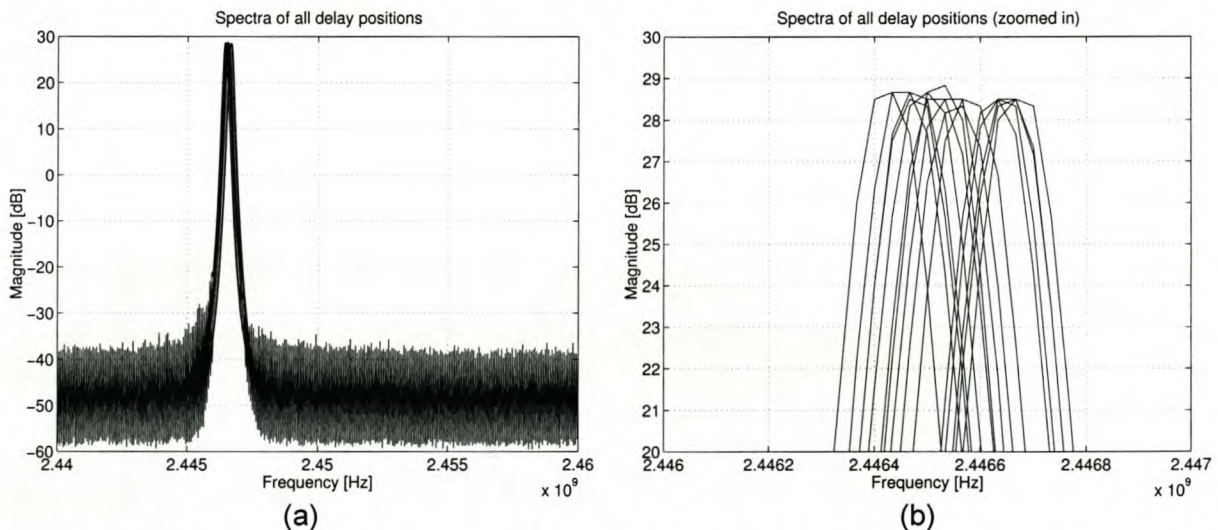 Spectra of all delay positions
30
20
10
0
−10
−20
−30
−40
−50
−60
Magnitude [dB]
2.44 2.445 2.45 2.455 2.46
Frequency [Hz]
x 10^9
(a)
Spectra of all delay positions (zoomed in)
30
29
28
27
26
25
24
23
22
21
20
Magnitude [dB]
2.446 2.4462 2.4464 2.4466 2.4468 2.447
Frequency [Hz]
x 10^9
(b)